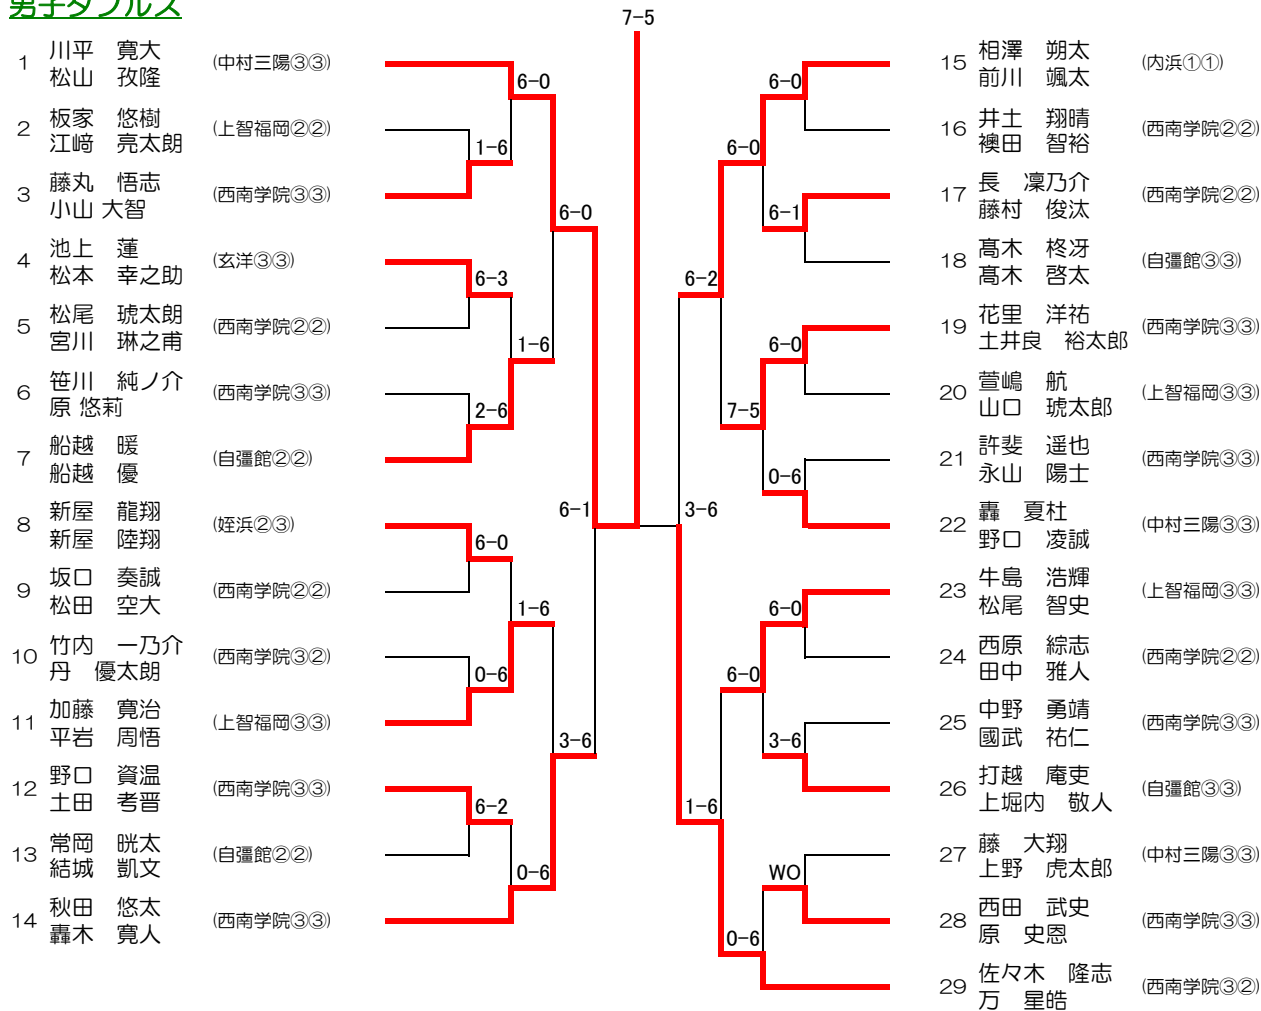 男子ダブルス
7-5
1 川平 寛大
松山 孜隆 (中村三陽③③)
2 板家 悠樹
江﨑 亮太朗 (上智福岡②②)
3 藤丸 悟志
小山 大智 (西南学院③③)
4 池上 蓮
松本 幸之助 (玄洋③③)
5 松尾 琥太朗
宮川 琳之甫 (西南学院②②)
6 笹川 純ノ介
原 悠莉 (西南学院③③)
7 船越 暖
船越 優 (自彊館②②)
8 新屋 龍翔
新屋 陸翔 (姪浜②③)
9 坂口 奏誠
松田 空大 (西南学院②②)
10 竹内 一乃介
丹 優太朗 (西南学院③②)
11 加藤 寛治
平岩 周悟 (上智福岡③③)
12 野口 資温
土田 考晋 (西南学院③③)
13 常岡 晄太
結城 凱文 (自彊館②②)
14 秋田 悠太
轟木 寛人 (西南学院③③)
6-0
1-6
6-0
6-3
1-6
2-6
6-1
6-0
1-6
0-6
3-6
6-2
0-6
6-0
6-0
6-1
6-2
6-0
7-5
0-6
3-6
6-0
6-0
3-6
1-6
WO
0-6
15 相澤 朔太
前川 颯太 (内浜①①)
16 井土 翔晴
襖田 智裕 (西南学院②②)
17 長 凜乃介
藤村 俊汰 (西南学院②②)
18 髙木 柊冴
髙木 啓太 (自彊館③③)
19 花里 洋祐
土井良 裕太郎 (西南学院③③)
20 萱嶋 航
山口 琥太郎 (上智福岡③③)
21 許斐 遥也
永山 陽士 (西南学院③③)
22 轟 夏杜
野口 凌誠 (中村三陽③③)
23 牛島 浩輝
松尾 智史 (上智福岡③③)
24 西原 綜志
田中 雅人 (西南学院②②)
25 中野 勇靖
國武 祐仁 (西南学院③③)
26 打越 庵吏
上堀内 敬人 (自彊館③③)
27 藤 大翔
上野 虎太郎 (中村三陽③③)
28 西田 武史
原 史恩 (西南学院③③)
29 佐々木 隆志
万 星皓 (西南学院③②)